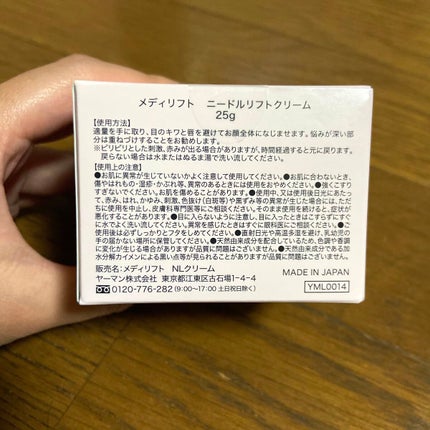 メディリフト　ニードルリフトクリーム
25g
【使用方法】
適量を手に取り、目のキワと唇を避けてお顔全体になじませます。悩みが深い部分
は重ねづけすることをお勧めします。
※ピリピリとした刺激、赤みが出る場合がありますが、時間経過すると元に戻ります。
戻らない場合は水またはぬるま湯で洗い流してください。
【使用上の注意】
●お肌に異常が生じていないかよく注意して使用してください。●お肌に合わないとき、
傷やはれもの・湿疹・かぶれ等、異常のあるときには使用をおやめください。●強くこすり
すぎないでください。お肌を傷めることがあります。●使用中、又は使用後日光にあたっ
て、赤み、はれ、かゆみ、刺激、色抜け（白斑等）や黒ずみ等の異常が生じた場合には、ただ
ちに使用を中止し、皮膚科専門医等にご相談ください。そのまま使用を続けると、症状が
悪化することがあります。●目に入らないように注意し、目に入ったときはこすらずにすぐ
に水でよく洗い流してください。異常を感じたときはすぐに眼科医にご相談ください。●ご
使用後は必ずしっかりとフタをしめてください。●直射日光や高温多湿を避け、乳幼児の
手の届かない場所に保管してください。●天然由来成分を配合しているため、色調や香調
に変化が生じる場合がありますが品質に問題はございません。●天然由来成分である加
水分解カイメンによる黒い点等が見られることがありますが品質に問題はございません。
販売名：メディリフト　NLクリーム
ヤーマン株式会社 東京都江東区古石場1-4-4
0120-776-282（9:00〜17:00 土日祝日除く）
MADE IN JAPAN
YML0014